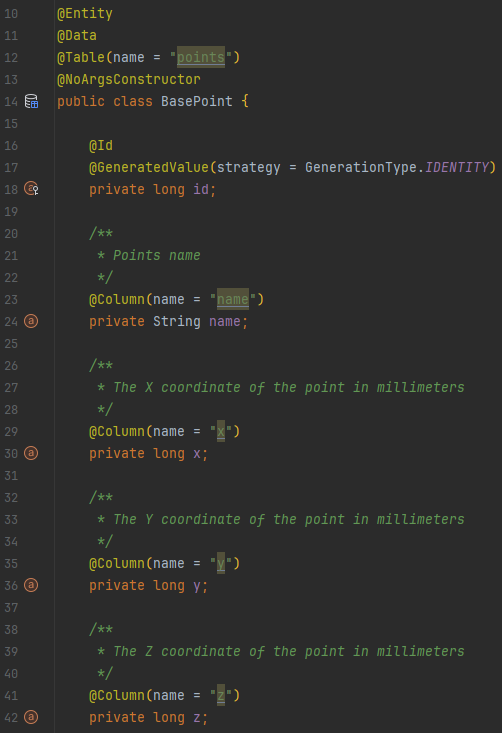 10 @Entity
11 @Data
12 @Table(name = "points")
13 @NoArgsConstructor
14 public class BasePoint {
15
16 @Id
17 @GeneratedValue(strategy = GenerationType.IDENTITY)
18 private long id;
19
20 /**
21 * Points name
22 */
23 @Column(name = "name")
24 a private String name;
25
26 /**
27 * The X coordinate of the point in millimeters
28 */
29 @Column(name = "x")
30 a private long x;
31
32 /**
33 * The Y coordinate of the point in millimeters
34 */
35 @Column(name = "y")
36 a private long y;
37
38 /**
39 * The Z coordinate of the point in millimeters
40 */
41 @Column(name = "z")
42 a private long z;